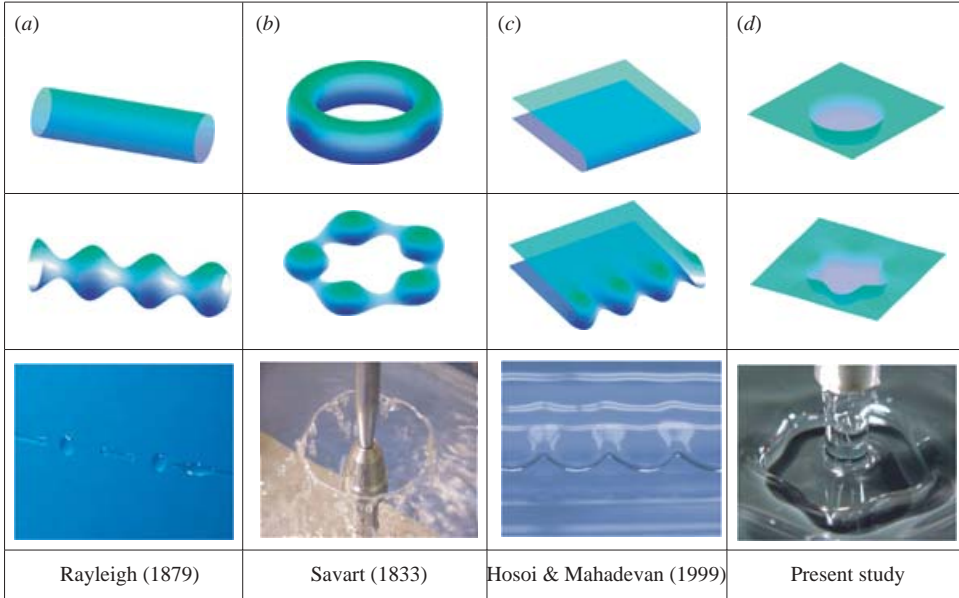 (a)
(b)
(c)
(d)
Rayleigh (1879)
Savart (1833)
Hosoi & Mahadevan (1999)
Present study